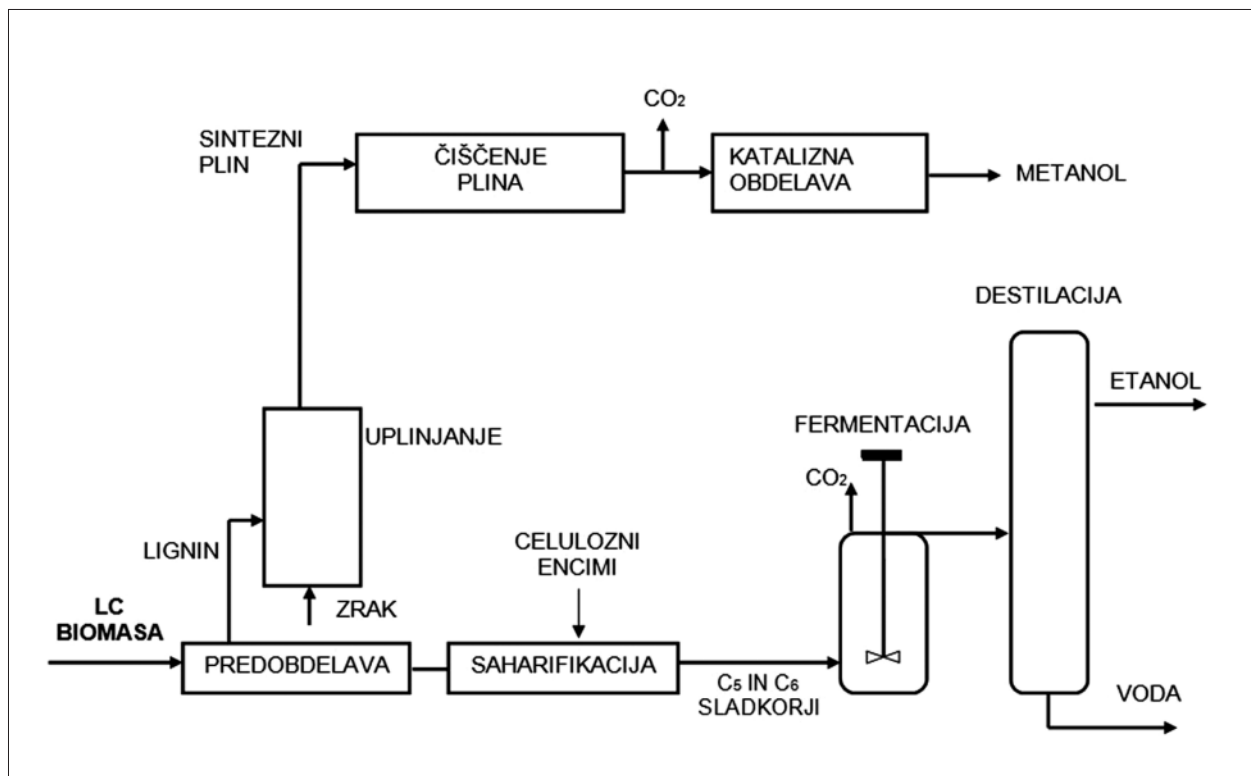 CO₂
SINTEZNI
PLIN
ČIŠČENJE
PLINA
KATALIZNA
OBDELAVA
METANOL
DESTILACIJA
ETANOL
UPLINJANJE
FERMENTACIJA
CO₂
LIGNIN
CELULOZNI
ENCIMI
ZRAK
LC
BIOMASA
PREDOBDELAVA
SAHARIFIKACIJA
C₅ IN C₆
SLADKORJI
VODA